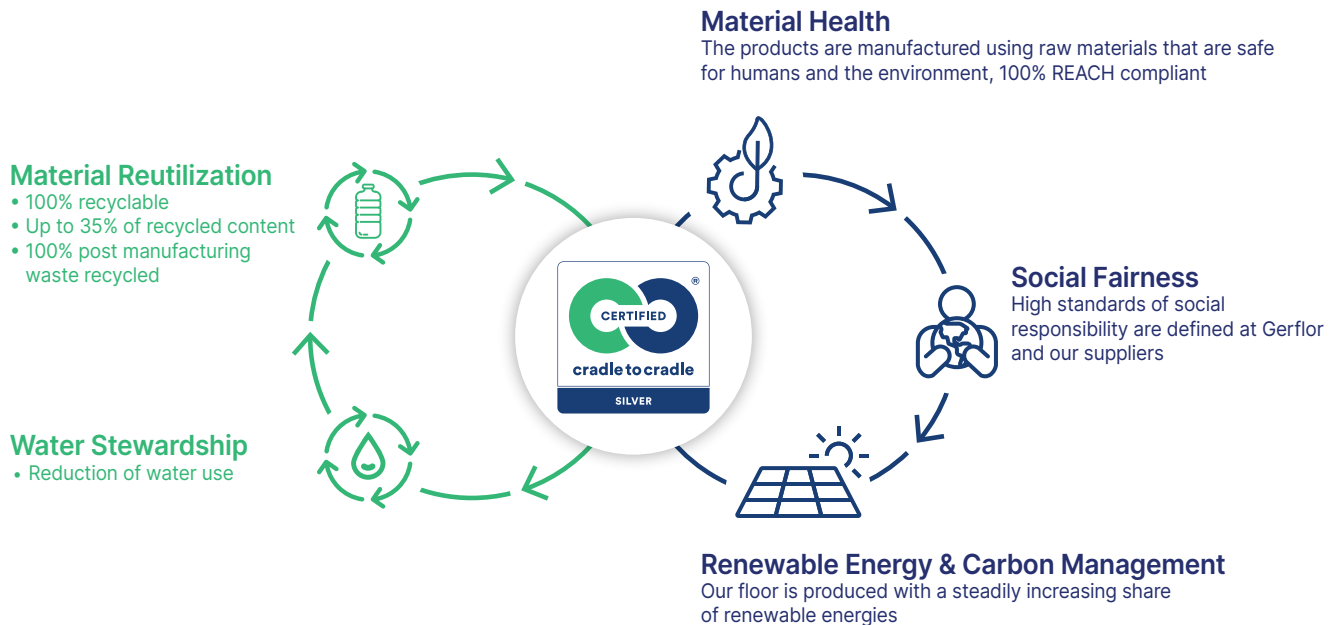 Material Health
The products are manufactured using raw materials that are safe
for humans and the environment, 100% REACH compliant
Material Reutilization
• 100% recyclable
• Up to 35% of recycled content
• 100% post manufacturing
waste recycled
®
CERTIFIED
cradle to cradle
SILVER
Social Fairness
High standards of social
responsibility are defined at Gerflor
and our suppliers
Water Stewardship
• Reduction of water use
Renewable Energy & Carbon Management
Our floor is produced with a steadily increasing share
of renewable energies